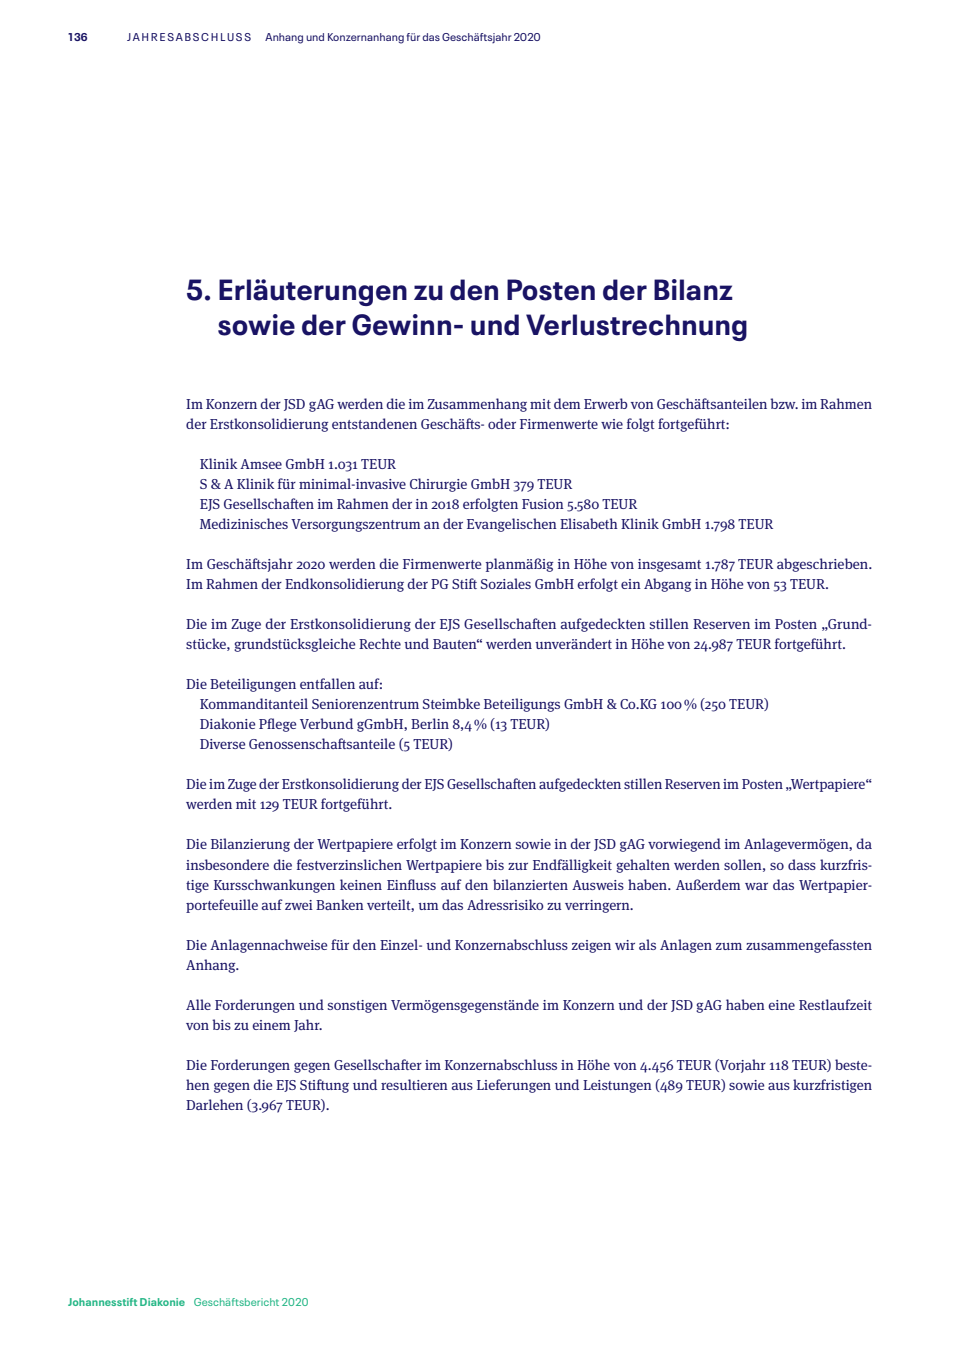 136 JAHRESABSCHLUSS Anhang und Konzernanhang für das Geschäftsjahr 2020
5. Erläuterungen zu den Posten der Bilanz
sowie der Gewinn- und Verlustrechnung
Im Konzern der JSD gAG werden die im Zusammenhang mit dem Erwerb von Geschäftsanteilen bzw. im Rahmen
der Erstkonsolidierung entstandenen Geschäfts- oder Firmenwerte wie folgt fortgeführt:
Klinik Amsee GmbH 1.031 TEUR
S & A Klinik für minimal-invasive Chirurgie GmbH 379 TEUR
EJS Gesellschaften im Rahmen der in 2018 erfolgten Fusion 5.580 TEUR
Medizinisches Versorgungszentrum an der Evangelischen Elisabeth Klinik GmbH 1.798 TEUR
Im Geschäftsjahr 2020 werden die Firmenwerte planmäßig in Höhe von insgesamt 1.787 TEUR abgeschrieben.
Im Rahmen der Endkonsolidierung der PG Stift Soziales GmbH erfolgt ein Abgang in Höhe von 53 TEUR.
Die im Zuge der Erstkonsolidierung der EJS Gesellschaften aufgedeckten stillen Reserven im Posten „Grund-
stücke, grundstücksgleiche Rechte und Bauten“ werden unverändert in Höhe von 24.987 TEUR fortgeführt.
Die Beteiligungen entfallen auf:
Kommanditanteil Seniorenzentrum Steimbke Beteiligungs GmbH & Co.KG 100 % (250 TEUR)
Diakonie Pflege Verbund gGmbH, Berlin 8,4 % (13 TEUR)
Diverse Genossenschaftsanteile (5 TEUR)
Die im Zuge der Erstkonsolidierung der EJS Gesellschaften aufgedeckten stillen Reserven im Posten „Wertpapiere“
werden mit 129 TEUR fortgeführt.
Die Bilanzierung der Wertpapiere erfolgt im Konzern sowie in der JSD gAG vorwiegend im Anlagevermögen, da
insbesondere die festverzinslichen Wertpapiere bis zur Endfälligkeit gehalten werden sollen, so dass kurzfris-
tige Kursschwankungen keinen Einfluss auf den bilanzierten Ausweis haben. Außerdem war das Wertpapier-
portefeuille auf zwei Banken verteilt, um das Adressrisiko zu verringern.
Die Anlagennachweise für den Einzel- und Konzernabschluss zeigen wir als Anlagen zum zusammengefassten
Anhang.
Alle Forderungen und sonstigen Vermögensgegenstände im Konzern und der JSD gAG haben eine Restlaufzeit
von bis zu einem Jahr.
Die Forderungen gegen Gesellschafter im Konzernabschluss in Höhe von 4.456 TEUR (Vorjahr 118 TEUR) beste-
hen gegen die EJS Stiftung und resultieren aus Lieferungen und Leistungen (489 TEUR) sowie aus kurzfristigen
Darlehen (3.967 TEUR).
Johannesstift Diakonie Geschäftsbericht 2020